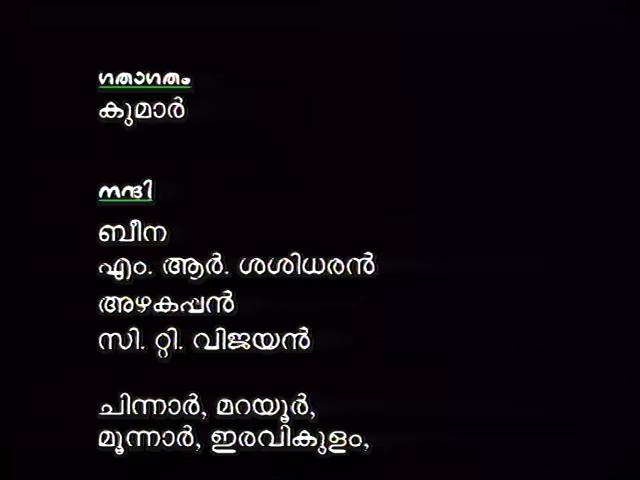 ഗതാഗതം
കുമാർ
നന്ദി
ബീന
എം. ആർ. ശശിധരൻ
അഴകപ്പൻ
സി. റ്റി. വിജയൻ
ചിന്നാർ, മറയൂർ,
മൂന്നാർ, ഇരവികുളം,